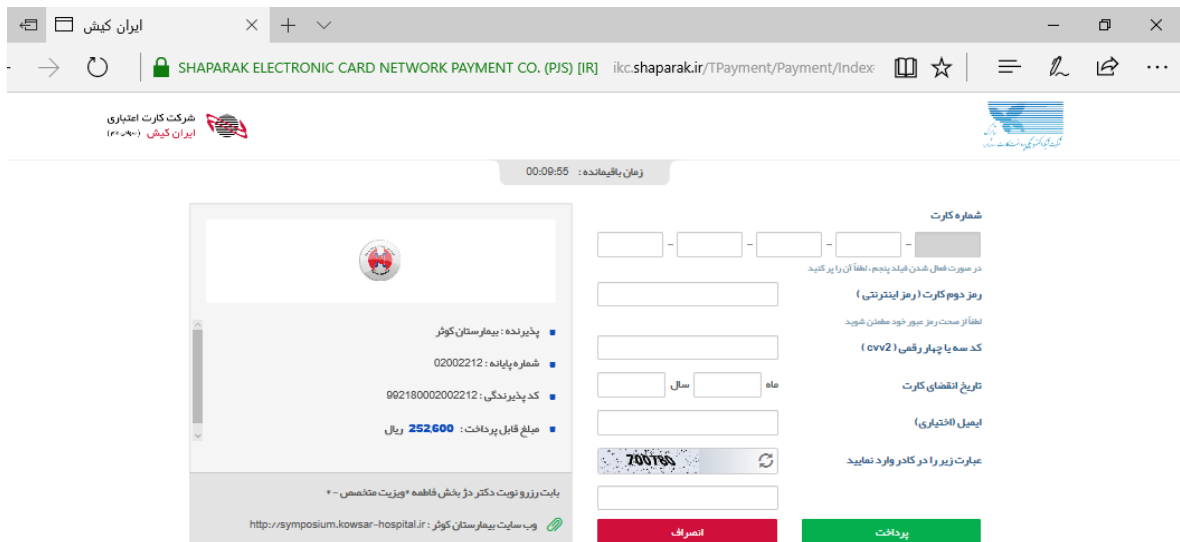 ایران کیش
SHAPARAK ELECTRONIC CARD NETWORK PAYMENT CO. (PJS) [IR] ikc.shaparak.ir/TPayment/Payment/Index
شرکت کارت اعتباری
ایران کیش
زمان باقیمانده : 00:09:55
شماره کارت
در صورت فعال شدن فیلد پنجم، لطفاً آن را پر کنید
رمز دوم کارت ( رمز اینترنتی )
لطفاً از صحت رمز عبور خود مطمئن شوید
کد سه یا چهار رقمی ( cvv2 )
تاریخ انقضای کارت
ماه
سال
ایمیل (اختیاری)
عبارت زیر را در کادر وارد نمایید
700760
پرداخت
انصراف
پذیرنده : بیمارستان کوثر
شماره پایانه : 02002212
کد پذیرندگی : 992180002002212
مبلغ قابل پرداخت : 252,600 ریال
بابت رزرو نوبت دکتر دژ بخش فاطمه *ویزیت متخصص - *
وب سایت بیمارستان کوثر : http://symposium.kowsar-hospital.ir